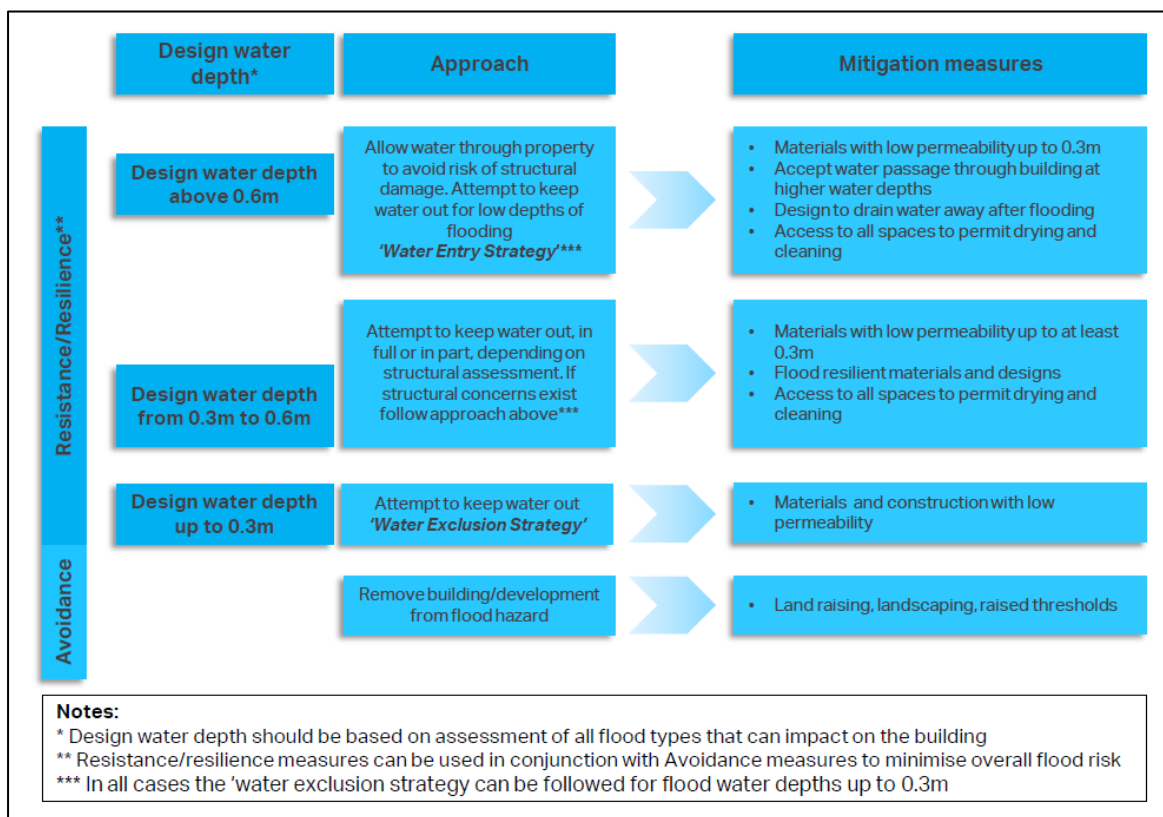 Design water
depth*
Approach
Mitigation measures
Resistance/Resilience**
Design water depth
above 0.6m
Allow water through property
to avoid risk of structural
damage. Attempt to keep
water out for low depths of
flooding
'Water Entry Strategy'***
• Materials with low permeability up to 0.3m
• Accept water passage through building at
higher water depths
• Design to drain water away after flooding
• Access to all spaces to permit drying and
cleaning
Design water depth
from 0.3m to 0.6m
Attempt to keep water out, in
full or in part, depending on
structural assessment. If
structural concerns exist
follow approach above***
• Materials with low permeability up to at least
0.3m
• Flood resilient materials and designs
• Access to all spaces to permit drying and
cleaning
Design water depth
up to 0.3m
Attempt to keep water out
'Water Exclusion Strategy'
• Materials and construction with low
permeability
Avoidance
Remove building/development
from flood hazard
• Land raising, landscaping, raised thresholds
Notes:
* Design water depth should be based on assessment of all flood types that can impact on the building
** Resistance/resilience measures can be used in conjunction with Avoidance measures to minimise overall flood risk
*** In all cases the 'water exclusion strategy can be followed for flood water depths up to 0.3m